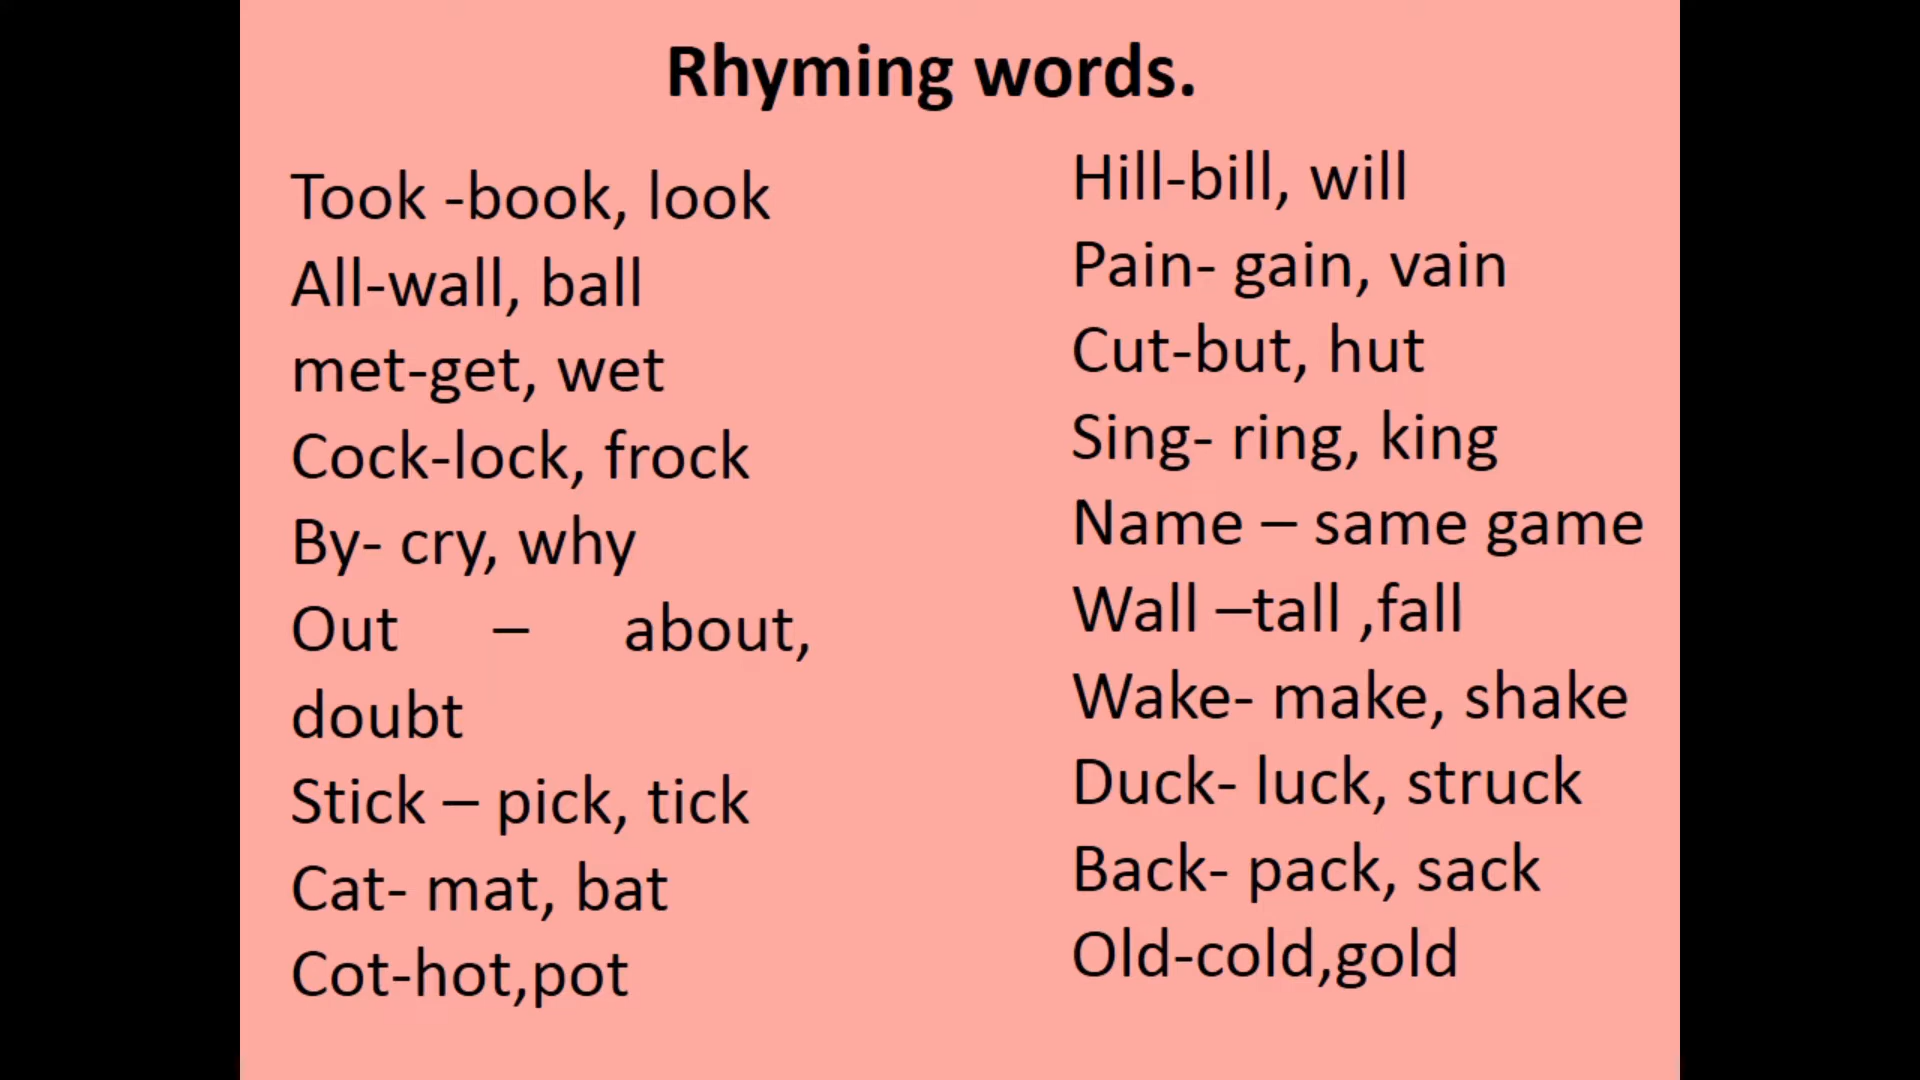 Rhyming words.
Took -book, look
All-wall, ball
met-get, wet
Cock-lock, frock
By- cry, why
Out – about,
doubt
Stick – pick, tick
Cat- mat, bat
Cot-hot,pot
Hill-bill, will
Pain- gain, vain
Cut-but, hut
Sing- ring, king
Name – same game
Wall –tall ,fall
Wake- make, shake
Duck- luck, struck
Back- pack, sack
Old-cold,gold